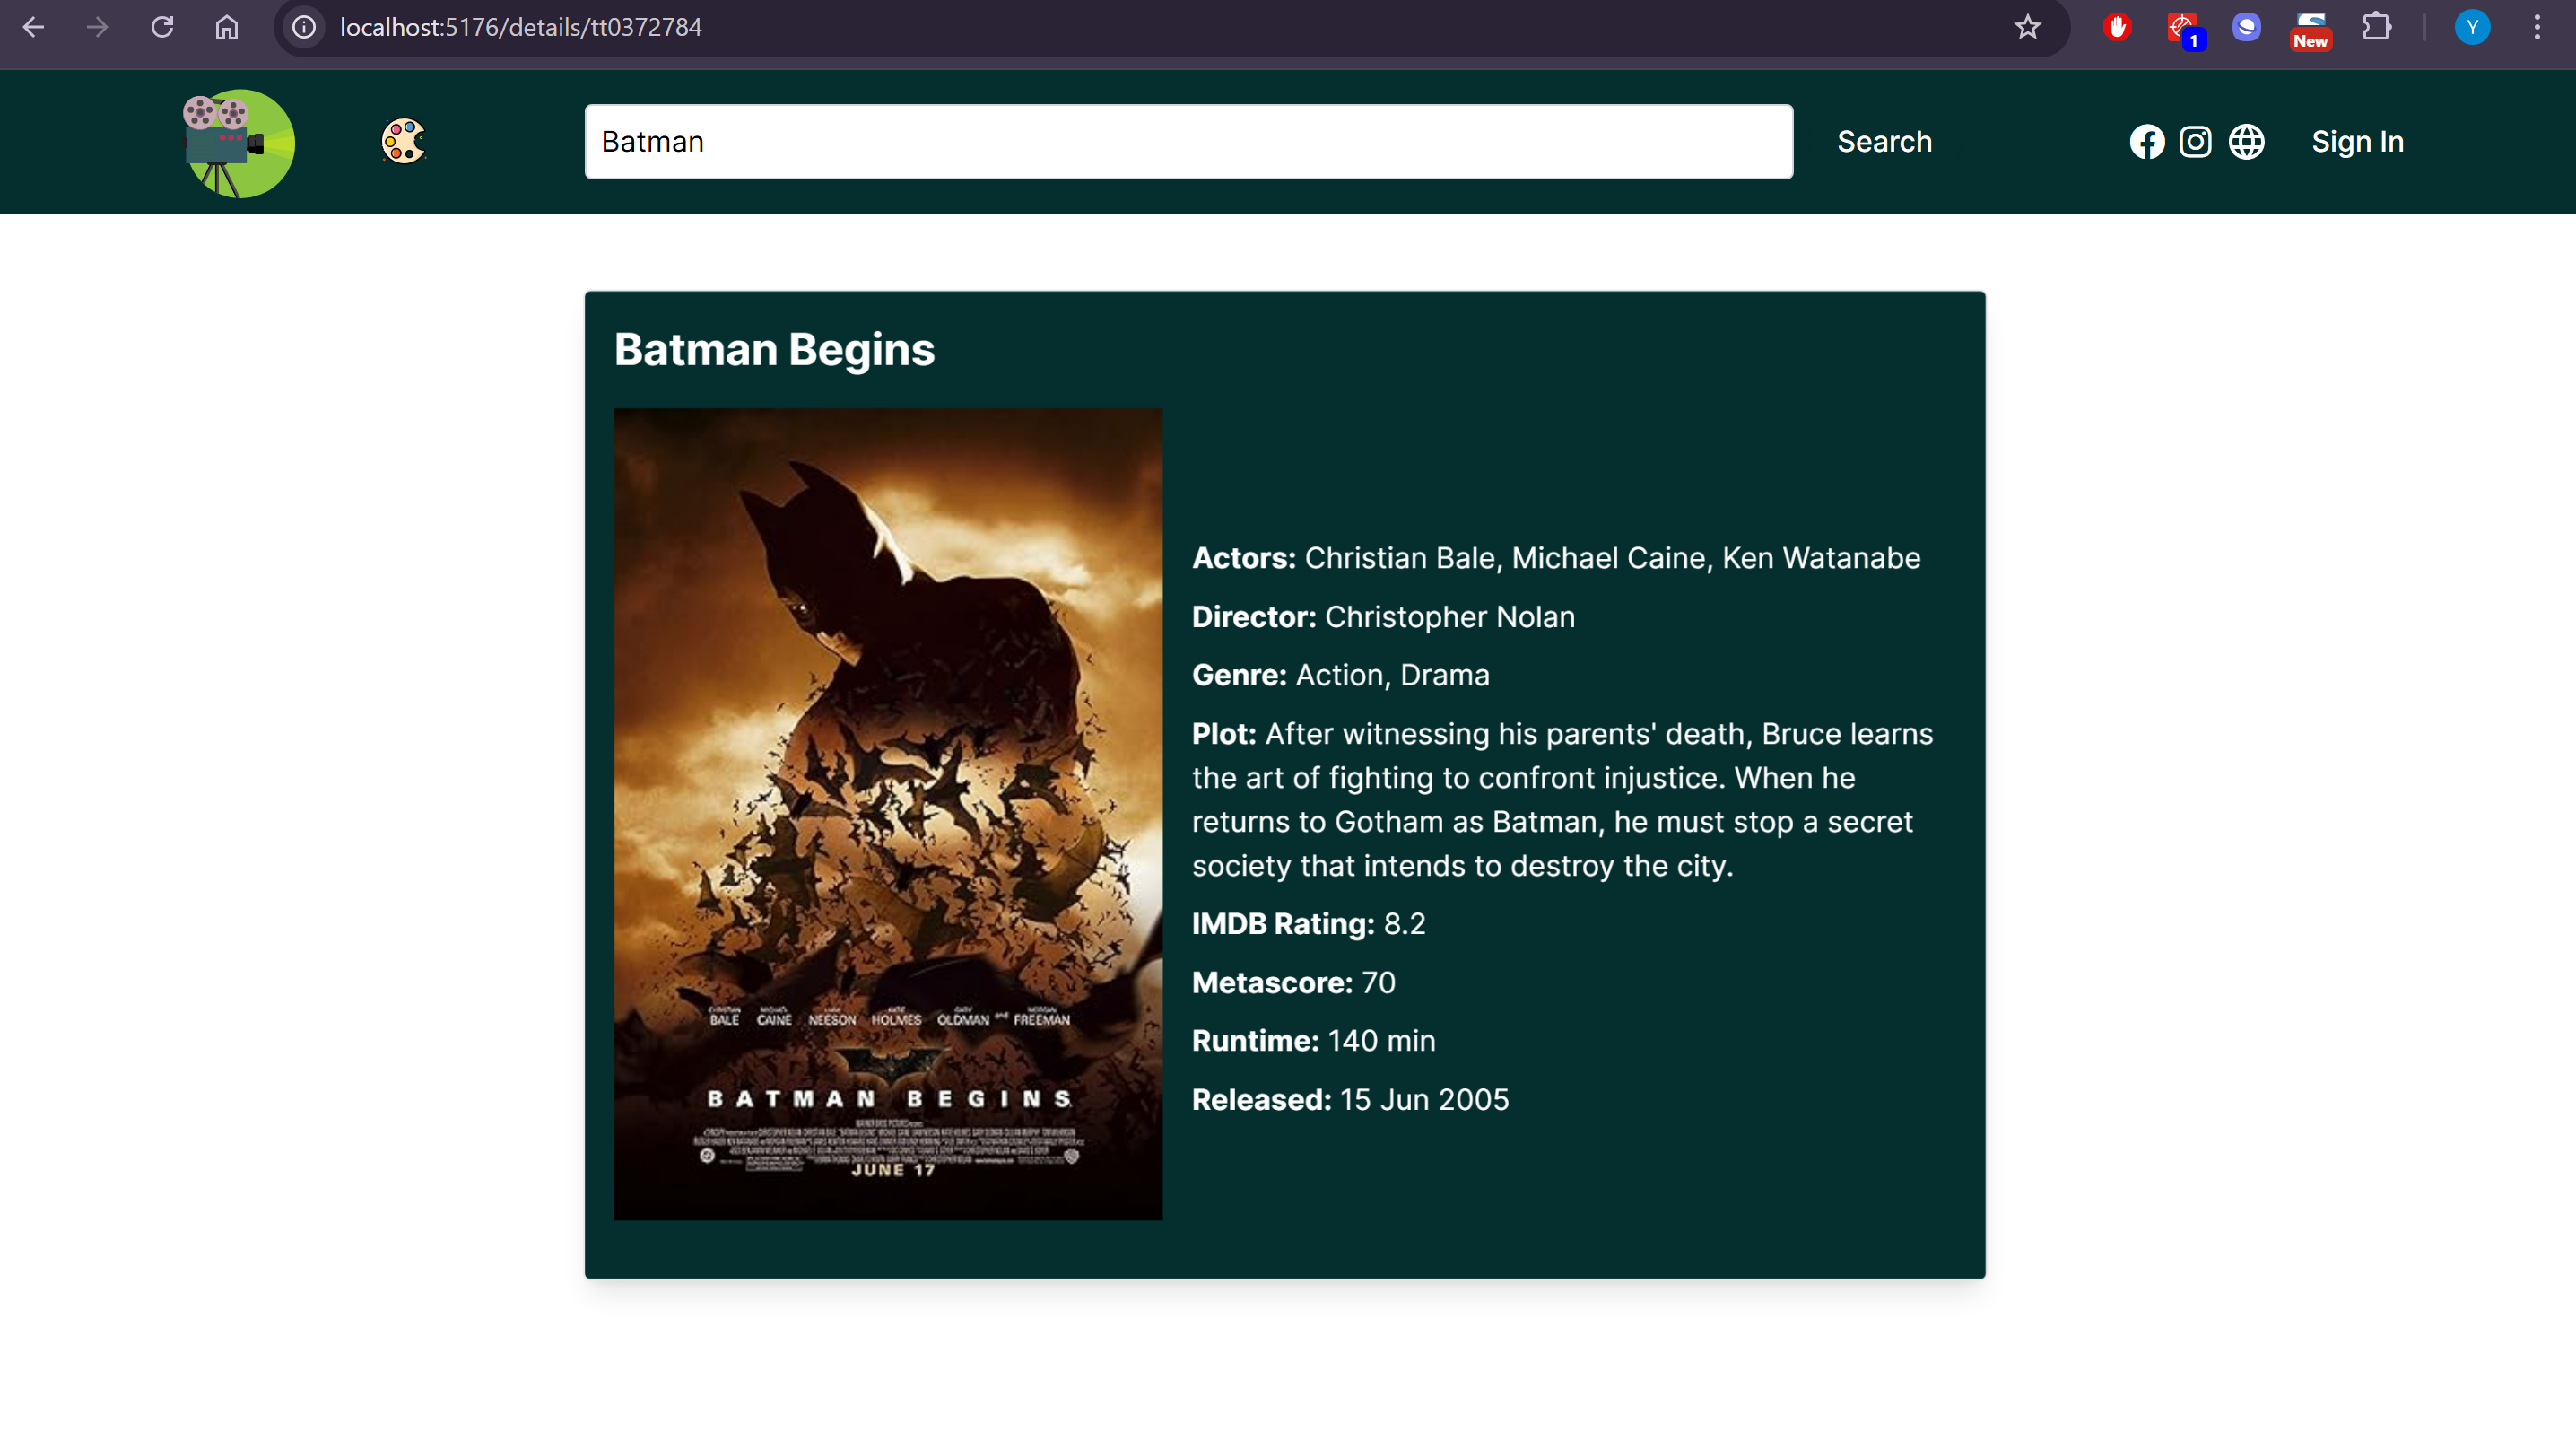 localhost:5176/details/tt0372784
1
New
Y
Batman
Search
Sign In
Batman Begins
Actors: Christian Bale, Michael Caine, Ken Watanabe
Director: Christopher Nolan
Genre: Action, Drama
Plot: After witnessing his parents' death, Bruce learns
the art of fighting to confront injustice. When he
returns to Gotham as Batman, he must stop a secret
society that intends to destroy the city.
IMDB Rating: 8.2
Metascore: 70
Runtime: 140 min
Released: 15 Jun 2005
BALE CAINE NEESON HOLMES OLDMAN AND FREEMAN
BATMAN BEGINS
JUNE 17